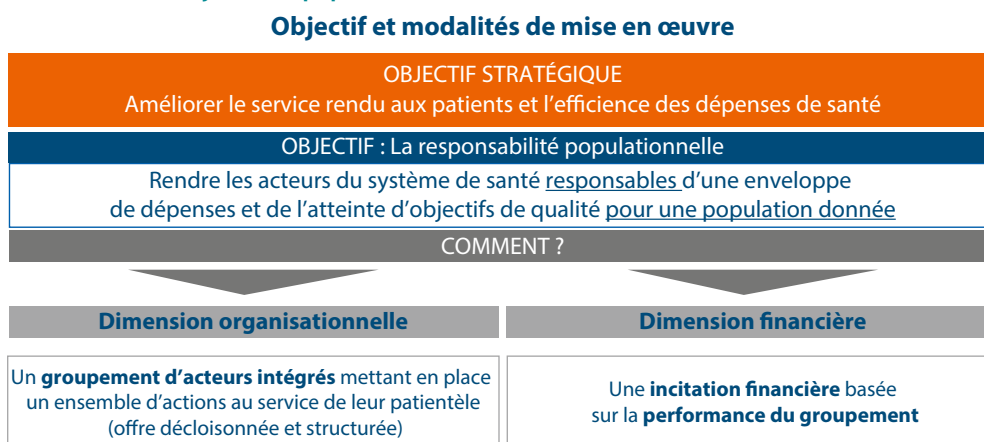 Objectif et modalités de mise en œuvre
OBJECTIF STRATÉGIQUE
Améliorer le service rendu aux patients et l’efficience des dépenses de santé
OBJECTIF : La responsabilité populationnelle
Rendre les acteurs du système de santé responsables d’une enveloppe
de dépenses et de l’atteinte d’objectifs de qualité pour une population donnée
COMMENT ?
Dimension organisationnelle
Un groupement d’acteurs intégrés mettant en place
un ensemble d’actions au service de leur patientèle
(offre décloisonnée et structurée)
Dimension financière
Une incitation financière basée
sur la performance du groupement